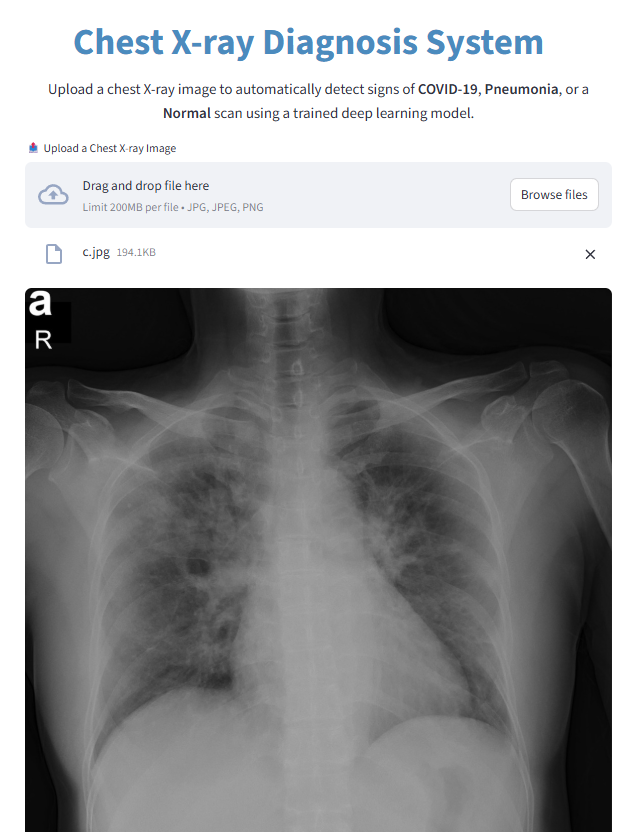 Chest X-ray Diagnosis System
Upload a chest X-ray image to automatically detect signs of COVID-19, Pneumonia, or a
Normal scan using a trained deep learning model.
Upload a Chest X-ray Image
Drag and drop file here
Limit 200MB per file • JPG, JPEG, PNG
Browse files
c.jpg 194.1KB
a
R